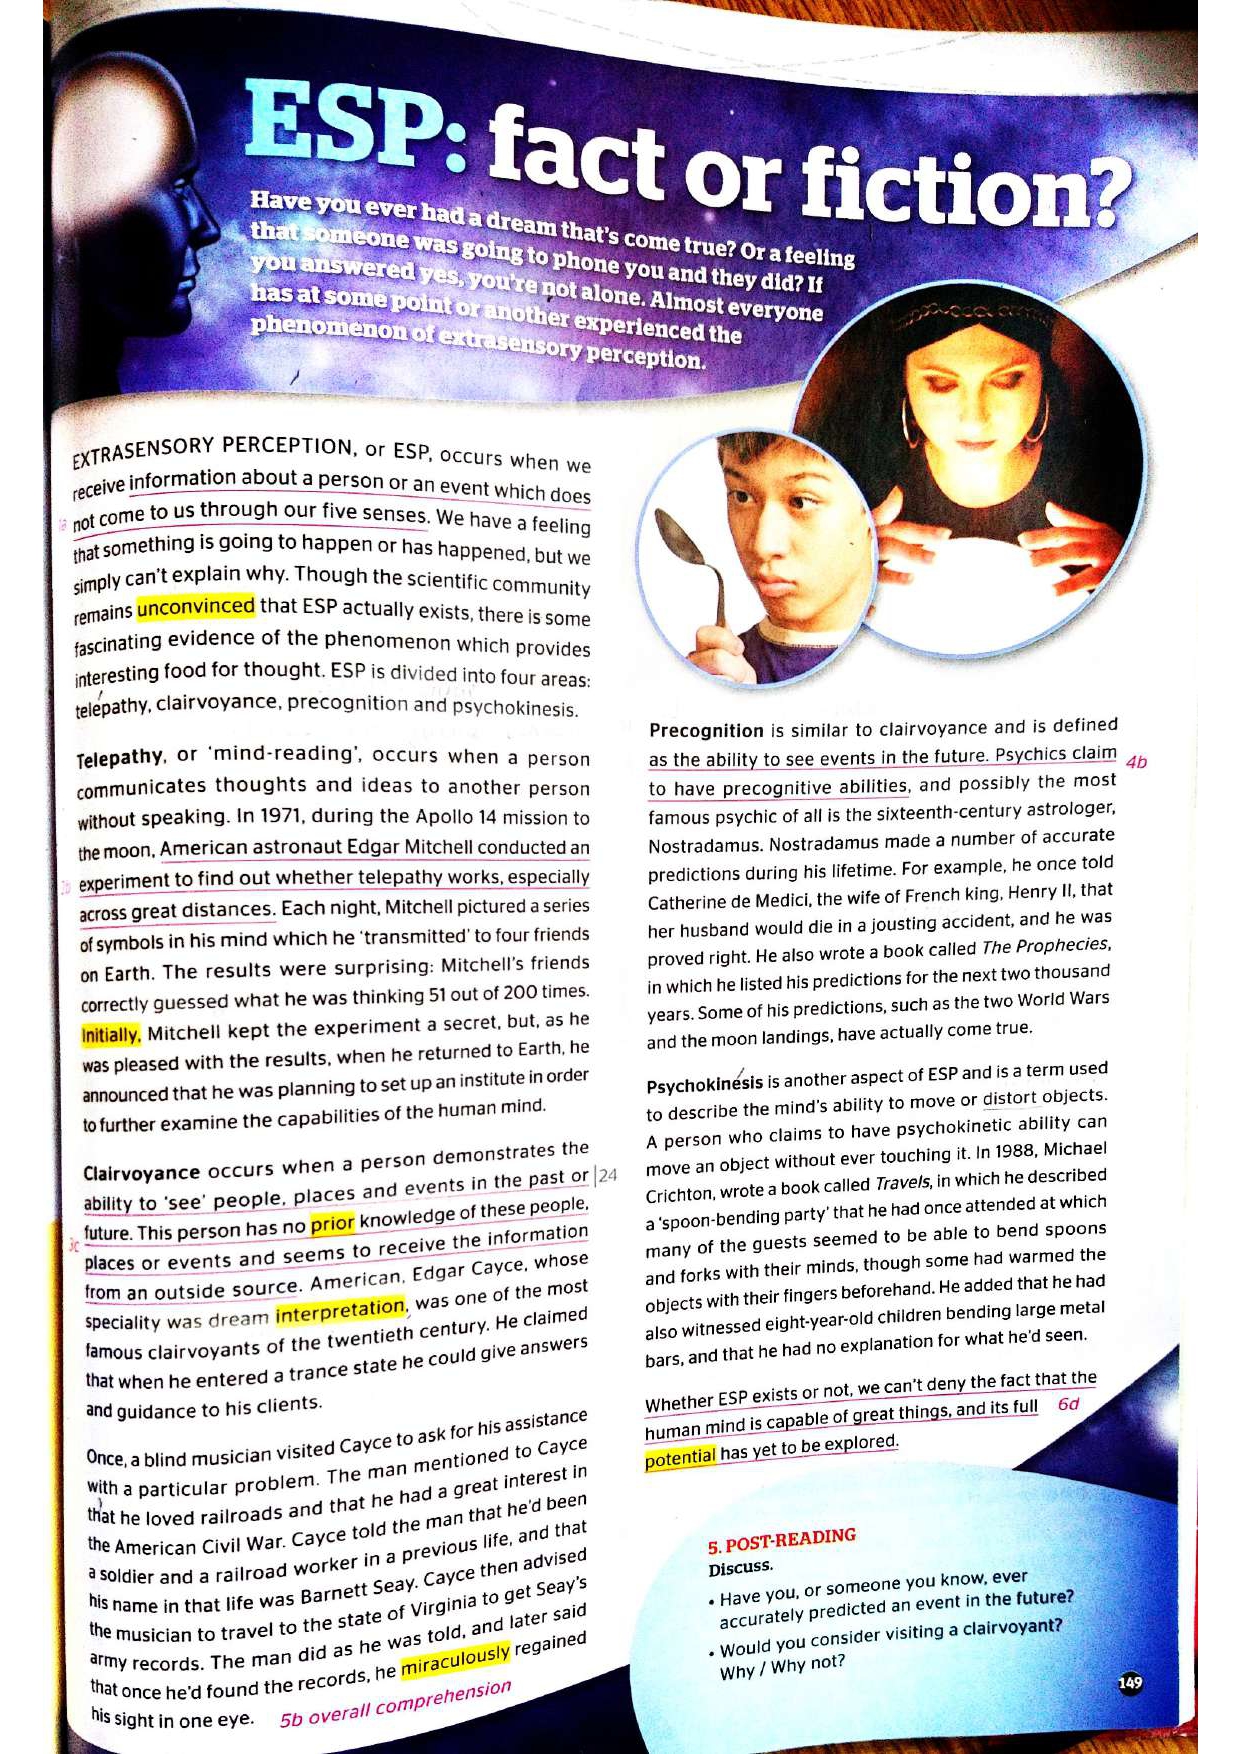 ESP: fact or fiction?
Have you ever had a dream that's come true? Or a feeling
that someone was going to phone you and they did? If
you answered yes, you're not alone. Almost everyone
has at some point or another experienced the
phenomenon of extrasensory perception.
EXTRASENSORY PERCEPTION, or ESP, occurs when we
receive information about a person or an event which does
1a not come to us through our five senses. We have a feeling
that something is going to happen or has happened, but we
simply can't explain why. Though the scientific community
remains unconvinced that ESP actually exists, there is some
fascinating evidence of the phenomenon which provides
interesting food for thought. ESP is divided into four areas:
telepathy, clairvoyance, precognition and psychokinesis.
Telepathy, or 'mind-reading', occurs when a person
communicates thoughts and ideas to another person
without speaking. In 1971, during the Apollo 14 mission to
the moon, American astronaut Edgar Mitchell conducted an
2b experiment to find out whether telepathy works, especially
across great distances. Each night, Mitchell pictured a series
of symbols in his mind which he 'transmitted' to four friends
on Earth. The results were surprising: Mitchell's friends
correctly guessed what he was thinking 51 out of 200 times.
Initially, Mitchell kept the experiment a secret, but, as he
was pleased with the results, when he returned to Earth, he
announced that he was planning to set up an institute in order
to further examine the capabilities of the human mind.
Clairvoyance occurs when a person demonstrates the
ability to 'see' people, places and events in the past or |24
future. This person has no prior knowledge of these people,
3c places or events and seems to receive the information
from an outside source. American, Edgar Cayce, whose
speciality was dream interpretation, was one of the most
famous clairvoyants of the twentieth century. He claimed
that when he entered a trance state he could give answers
and guidance to his clients.
Once, a blind musician visited Cayce to ask for his assistance
with a particular problem. The man mentioned to Cayce
that he loved railroads and that he had a great interest in
the American Civil War. Cayce told the man that he'd been
a soldier and a railroad worker in a previous life, and that
his name in that life was Barnett Seay. Cayce then advised
the musician to travel to the state of Virginia to get Seay's
army records. The man did as he was told, and later said
that once he'd found the records, he miraculously regained
his sight in one eye. 5b overall comprehension
Precognition is similar to clairvoyance and is defined
as the ability to see events in the future. Psychics claim 4b
to have precognitive abilities, and possibly the most
famous psychic of all is the sixteenth-century astrologer,
Nostradamus. Nostradamus made a number of accurate
predictions during his lifetime. For example, he once told
Catherine de Medici, the wife of French king, Henry II, that
her husband would die in a jousting accident, and he was
proved right. He also wrote a book called The Prophecies,
in which he listed his predictions for the next two thousand
years. Some of his predictions, such as the two World Wars
and the moon landings, have actually come true.
Psychokinesis is another aspect of ESP and is a term used
to describe the mind's ability to move or distort objects.
A person who claims to have psychokinetic ability can
move an object without ever touching it. In 1988, Michael
Crichton, wrote a book called Travels, in which he described
a 'spoon-bending party' that he had once attended at which
many of the guests seemed to be able to bend spoons
and forks with their minds, though some had warmed the
objects with their fingers beforehand. He added that he had
also witnessed eight-year-old children bending large metal
bars, and that he had no explanation for what he'd seen.
Whether ESP exists or not, we can't deny the fact that the
human mind is capable of great things, and its full 6d
potential has yet to be explored.
5. POST-READING
Discuss.
• Have you, or someone you know, ever
accurately predicted an event in the future?
• Would you consider visiting a clairvoyant?
Why / Why not?
149